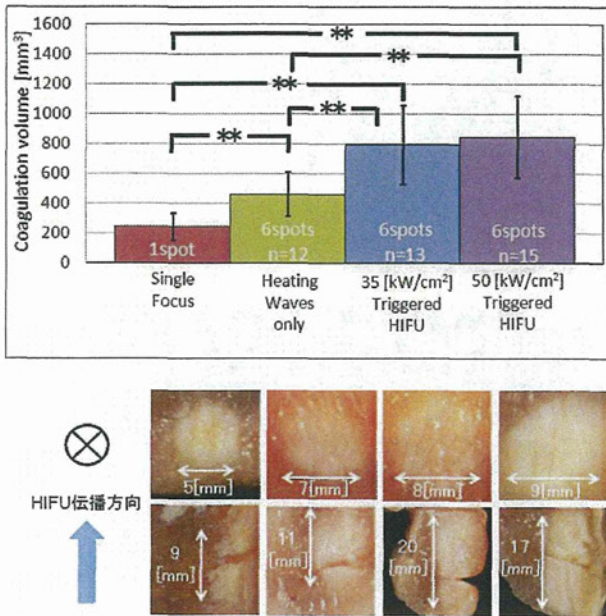 Coagulation volume [mm³]
1600
1400
1200
1000
800
600
400
200
0
**
**
**
**
**
1spot
6spots
n=12
6spots
n=13
6spots
n=15
Single
Focus
Heating
Waves
only
35 [kW/cm²]
Triggered
HIFU
50 [kW/cm²]
Triggered
HIFU
HIFU伝播方向
5[mm]
7[mm]
8[mm]
9[mm]
9
[mm]
11
[mm]
20
[mm]
17
[mm]